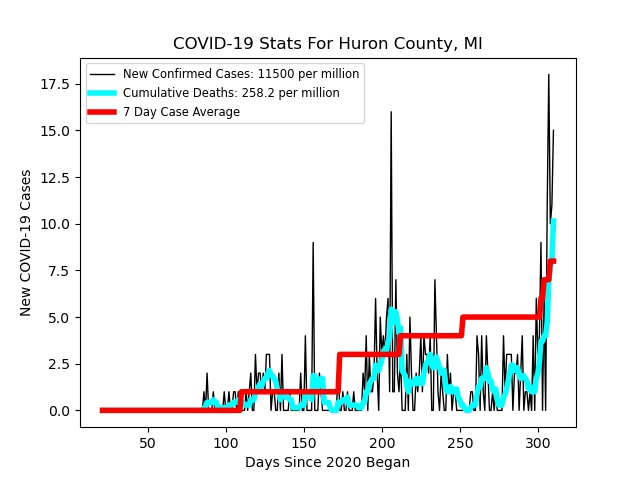 COVID-19 Stats For Huron County, MI
New Confirmed Cases: 11500 per million
Cumulative Deaths: 258.2 per million
7 Day Case Average
New COVID-19 Cases
17.5
15.0
12.5
10.0
7.5
5.0
2.5
0.0
50 100 150 200 250 300
Days Since 2020 Began